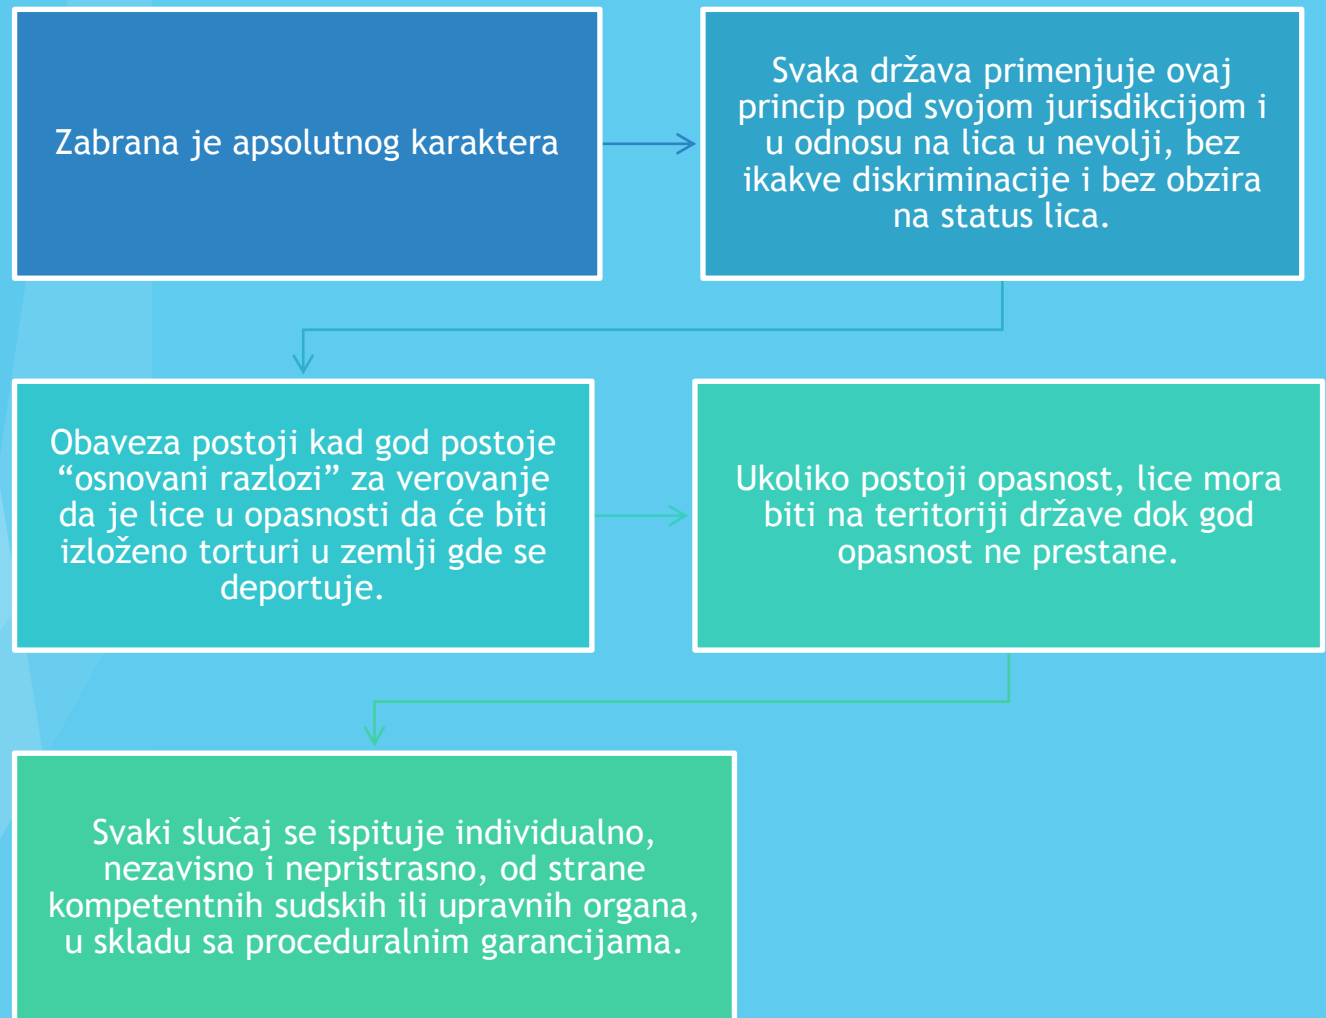 Zabrana je apsolutnog karaktera
Svaka država primenjuje ovaj
princip pod svojom jurisdikcijom i
u odnosu na lica u nevolji, bez
ikakve diskriminacije i bez obzira
na status lica.
Obaveza postoji kad god postoje
“osnovani razlozi” za verovanje
da je lice u opasnosti da će biti
izloženo torturi u zemlji gde se
deportuje.
Ukoliko postoji opasnost, lice mora
biti na teritoriji države dok god
opasnost ne prestane.
Svaki slučaj se ispituje individualno,
nezavisno i nepristrasno, od strane
kompetentnih sudskih ili upravnih organa,
u skladu sa proceduralnim garancijama.